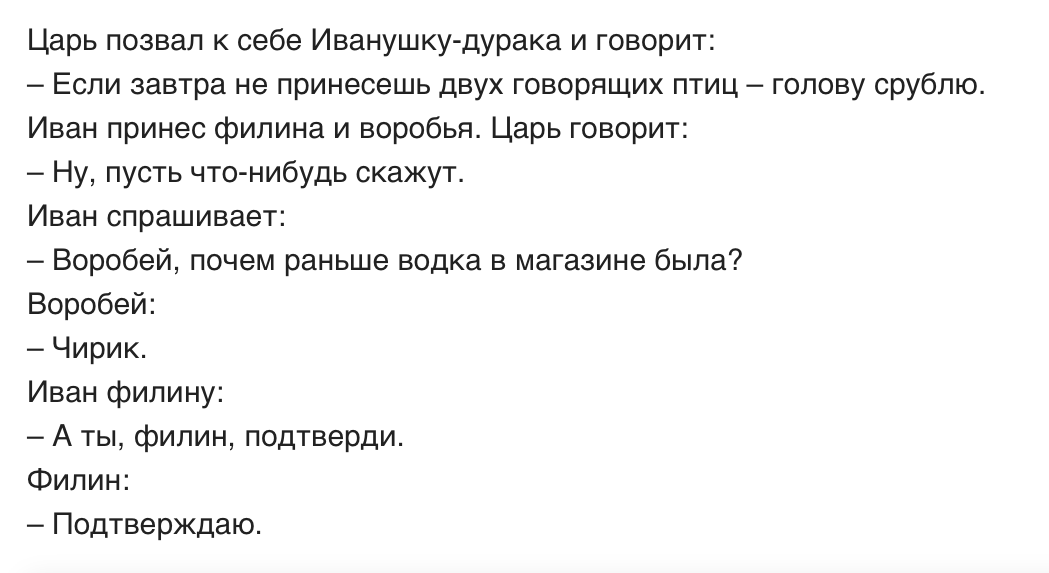 Царь позвал к себе Иванушку-дурака и говорит:
– Если завтра не принесешь двух говорящих птиц – голову срублю.
Иван принес филина и воробья. Царь говорит:
– Ну, пусть что-нибудь скажут.
Иван спрашивает:
– Воробей, почем раньше водка в магазине была?
Воробей:
– Чирик.
Иван филину:
– А ты, филин, подтверди.
Филин:
– Подтверждаю.